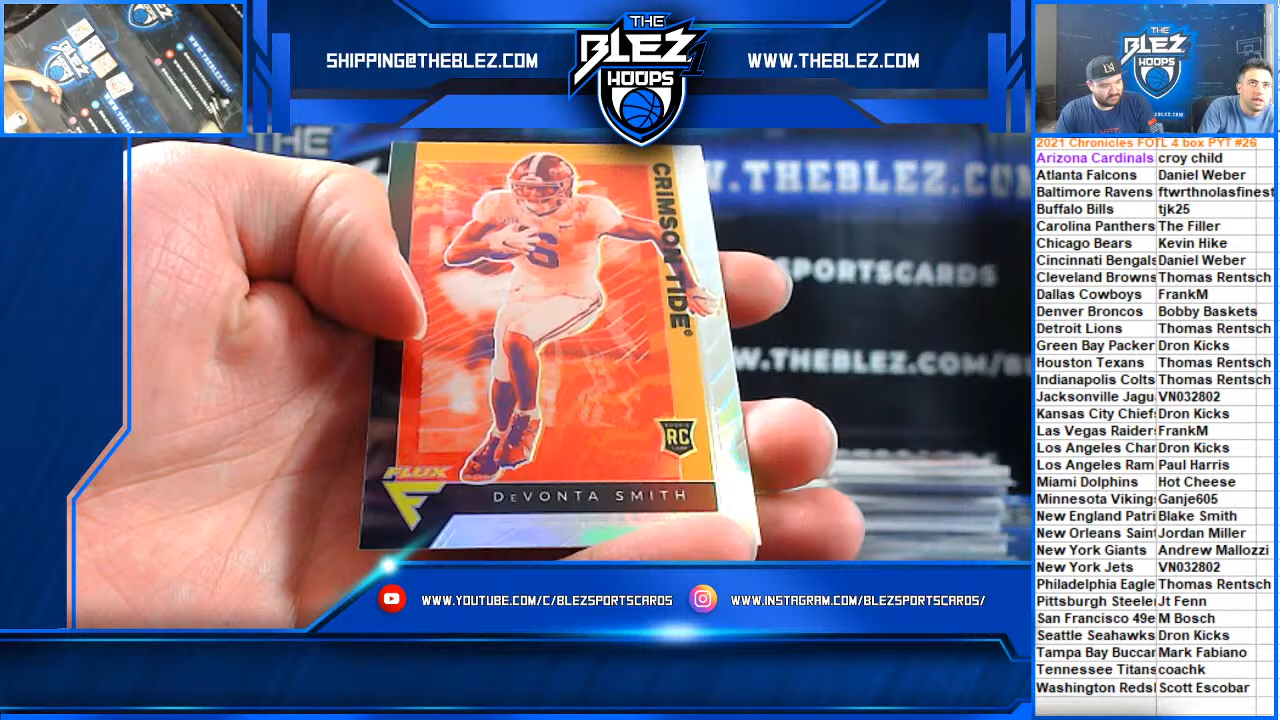 SHIPPING@THEBLEZ.COM
THE
BLEZ
HOOPS
WWW.THEBLEZ.COM
THE
BLEZ
HOOPS
CRIMSON TIDE
RC
FLUX
DEVONTA SMITH
W.THEBLEZ.COM
SPORTSCARDS
W.THEBLEZ.COM/B
WWW.YOUTUBE.COM/C/BLEZSPORTSCARDS
WWW.INSTAGRAM.COM/BLEZSPORTSCARDS/
2021 Chronicles FOTL 4 box PYT #26
Arizona Cardinals croy child
Atlanta Falcons Daniel Weber
Baltimore Ravens ftwrthnolasfinest
Buffalo Bills tjk25
Carolina Panthers The Filler
Chicago Bears Kevin Hike
Cincinnati Bengals Daniel Weber
Cleveland Browns Thomas Rentsch
Dallas Cowboys FrankM
Denver Broncos Bobby Baskets
Detroit Lions Thomas Rentsch
Green Bay Packer Dron Kicks
Houston Texans Thomas Rentsch
Indianapolis Colts Thomas Rentsch
Jacksonville Jagu VN032802
Kansas City Chief Dron Kicks
Las Vegas Raider FrankM
Los Angeles Char Dron Kicks
Los Angeles Ram Paul Harris
Miami Dolphins Hot Cheese
Minnesota Viking Ganje605
New England Patri Blake Smith
New Orleans Saint Jordan Miller
New York Giants Andrew Mallozzi
New York Jets VN032802
Philadelphia Eagle Thomas Rentsch
Pittsburgh Steele Jt Fenn
San Francisco 49e M Bosch
Seattle Seahawks Dron Kicks
Tampa Bay Buccar Mark Fabiano
Tennessee Titans coachk
Washington Reds Scott Escobar